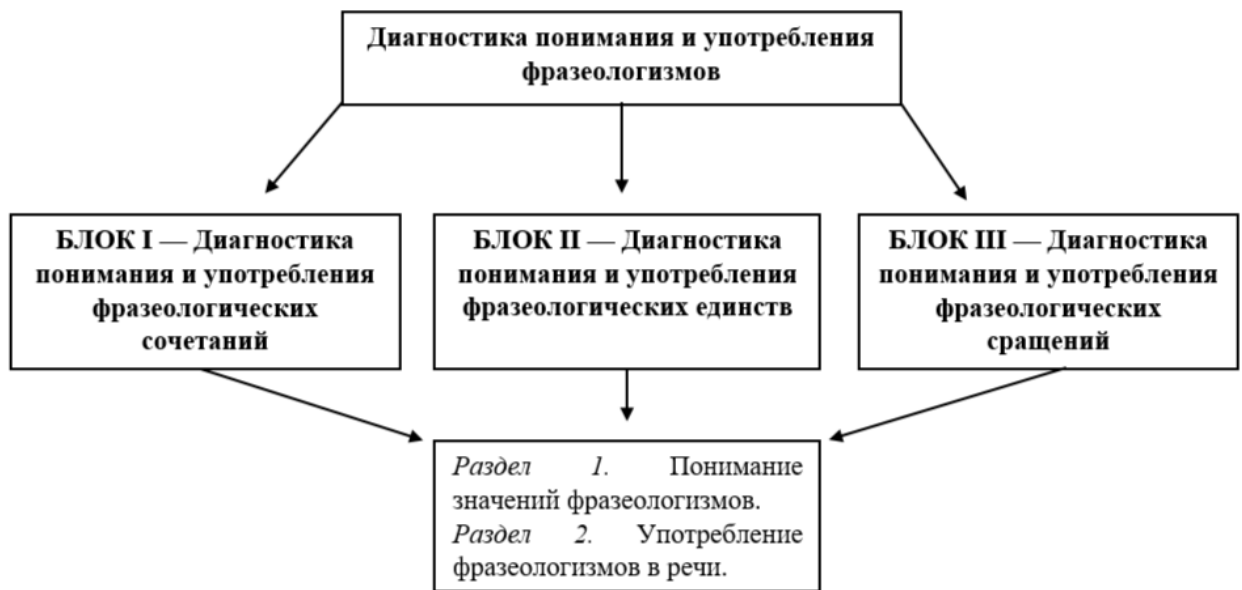 Диагностика понимания и употребления
фразеологизмов
БЛОК I — Диагностика
понимания и употребления
фразеологических
сочетаний
БЛОК II — Диагностика
понимания и употребления
фразеологических единств
БЛОК III — Диагностика
понимания и употребления
фразеологических
сращений
Раздел 1. Понимание
значений фразеологизмов.
Раздел 2. Употребление
фразеологизмов в речи.